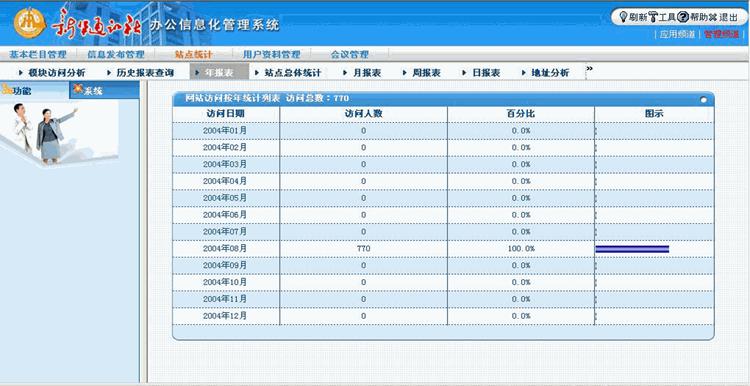 新华通讯社 办公信息化管理系统
刷新 工具 帮助 退出
| 应用频道 | 管理频道 |
基本栏目管理 信息发布管理 站点统计 用户资料管理 会议管理
模块访问分析 历史报表查询 年报表 站点总体统计 月报表 周报表 日报表 地址分析 »
功能 系统
网站访问按年统计列表 访问总数：770
访问日期 访问人数 百分比 图示
2004年01月 0 0.0%
2004年02月 0 0.0%
2004年03月 0 0.0%
2004年04月 0 0.0%
2004年05月 0 0.0%
2004年06月 0 0.0%
2004年07月 0 0.0%
2004年08月 770 100.0%
2004年09月 0 0.0%
2004年10月 0 0.0%
2004年11月 0 0.0%
2004年12月 0 0.0%